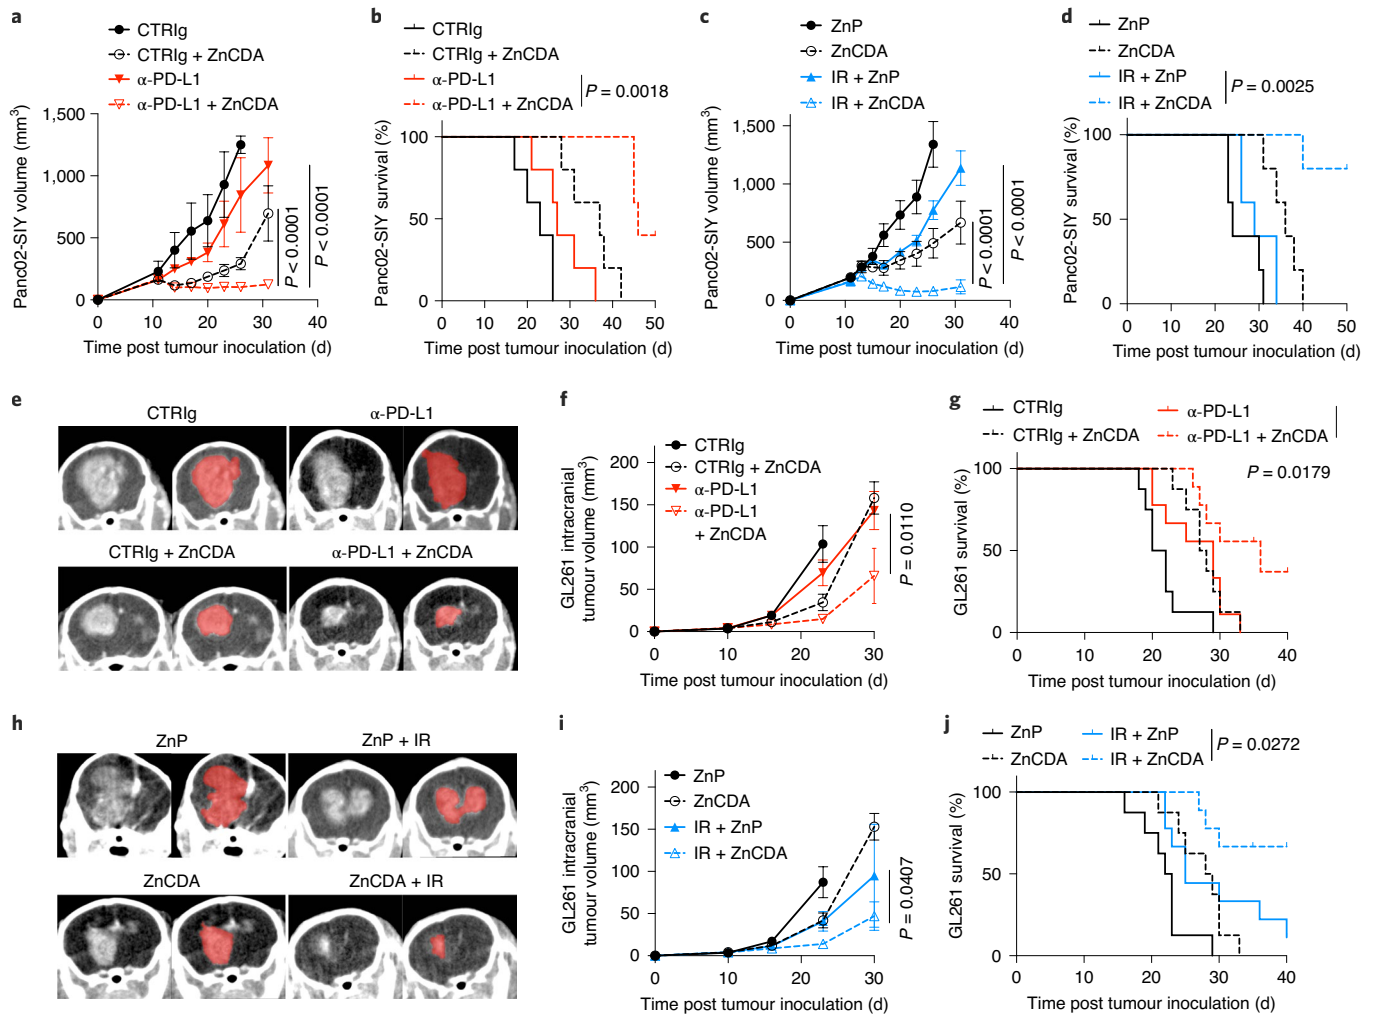 a
CTRIg
CTRIg + ZnCDA
α-PD-L1
α-PD-L1 + ZnCDA
Panc02-SIY volume (mm³)
1,500
1,000
500
0
0 10 20 30 40
Time post tumour inoculation (d)
P < 0.0001
P < 0.0001
b
CTRIg
CTRIg + ZnCDA
α-PD-L1
α-PD-L1 + ZnCDA
P = 0.0018
Panc02-SIY survival (%)
100
50
0
0 10 20 30 40 50
Time post tumour inoculation (d)
c
ZnP
ZnCDA
IR + ZnP
IR + ZnCDA
Panc02-SIY volume (mm³)
1,500
1,000
500
0
0 10 20 30 40
Time post tumour inoculation (d)
P < 0.0001
P < 0.0001
d
ZnP
ZnCDA
IR + ZnP
IR + ZnCDA
P = 0.0025
Panc02-SIY survival (%)
100
50
0
0 10 20 30 40 50
Time post tumour inoculation (d)
e
CTRIg
α-PD-L1
CTRIg + ZnCDA
α-PD-L1 + ZnCDA
f
CTRIg
CTRIg + ZnCDA
α-PD-L1
α-PD-L1
+ ZnCDA
GL261 intracranial
tumour volume (mm³)
200
150
100
50
0
0 10 20 30
Time post tumour inoculation (d)
P = 0.0110
g
CTRIg
CTRIg + ZnCDA
α-PD-L1
α-PD-L1 + ZnCDA
P = 0.0179
GL261 survival (%)
100
50
0
0 10 20 30 40
Time post tumour inoculation (d)
h
ZnP
ZnP + IR
ZnCDA
ZnCDA + IR
i
ZnP
ZnCDA
IR + ZnP
IR + ZnCDA
GL261 intracranial
tumour volume (mm³)
200
150
100
50
0
0 10 20 30
Time post tumour inoculation (d)
P = 0.0407
j
ZnP
ZnCDA
IR + ZnP
IR + ZnCDA
P = 0.0272
GL261 survival (%)
100
50
0
0 10 20 30 40
Time post tumour inoculation (d)